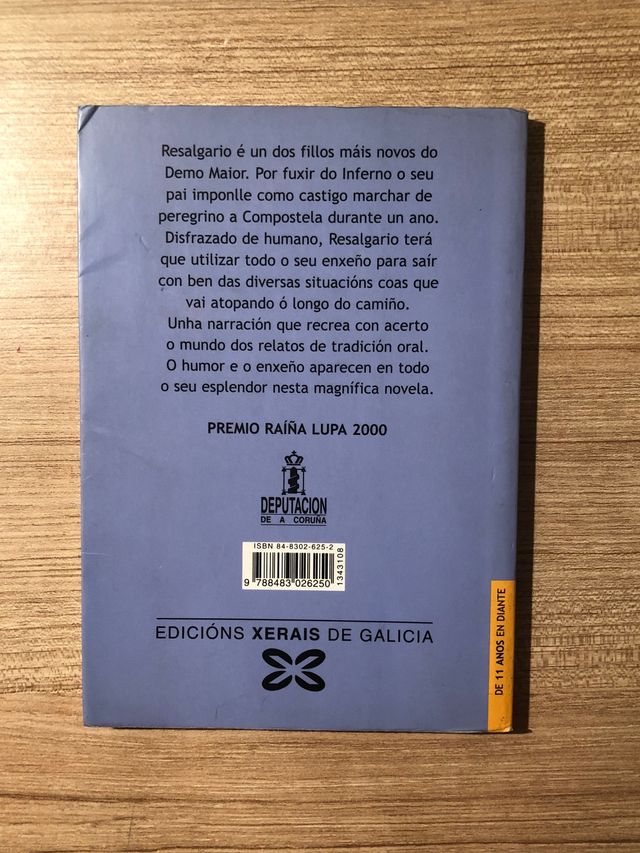 Resalgario é un dos fillos máis novos do
Demo Maior. Por fuxir do Inferno o seu
pai imponlle como castigo marchar de
peregrino a Compostela durante un ano.
Disfrazado de humano, Resalgario terá
que utilizar todo o seu enxeño para saír
con ben das diversas situacións coas que
vai atopando ó longo do camiño.
Unha narración que recrea con acerto
o mundo dos relatos de tradición oral.
O humor e o enxeño aparecen en todo
o seu esplendor nesta magnífica novela.
PREMIO RAÍÑA LUPA 2000
DEPUTACION
DE A CORUÑA
ISBN 84-8302-625-2
9 788483 026250
1343108
EDICIÓNS XERAIS DE GALICIA
DE 11 ANOS EN DIANTE